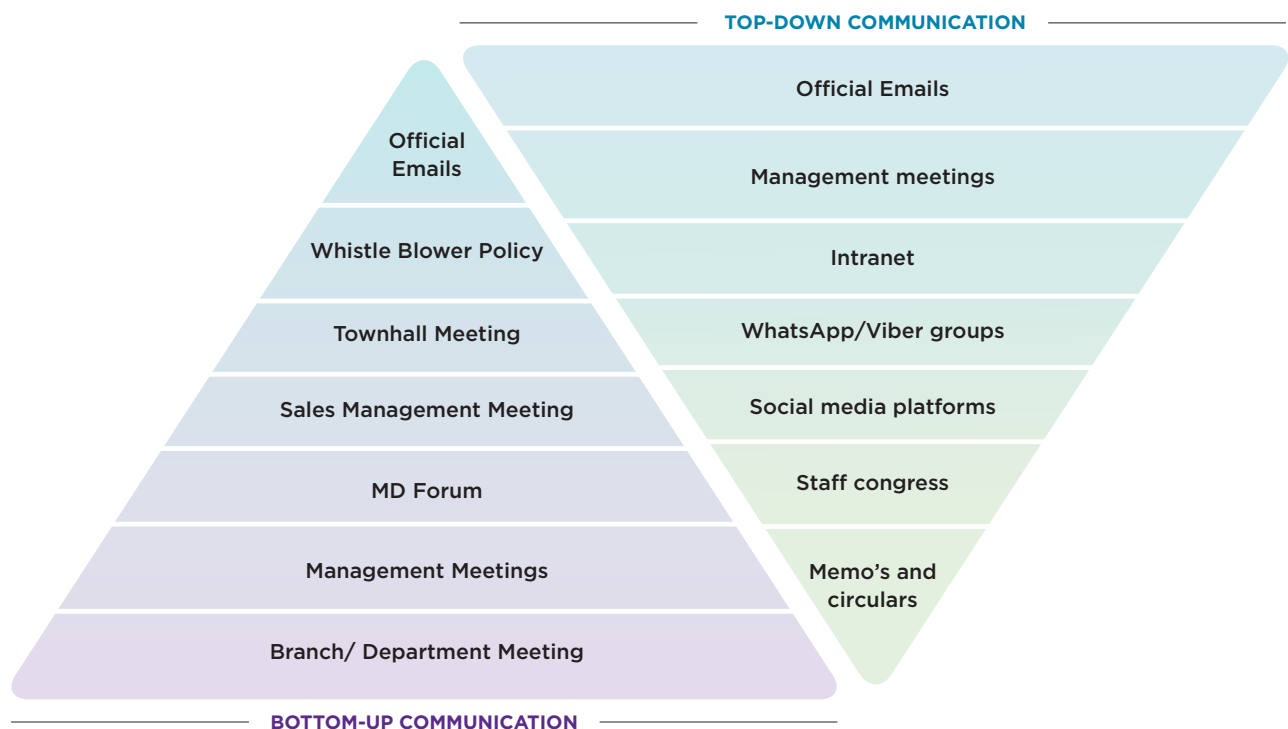 TOP-DOWN COMMUNICATION
Official Emails
Management meetings
Intranet
WhatsApp/Viber groups
Social media platforms
Staff congress
Memo’s and
circulars
Official
Emails
Whistle Blower Policy
Townhall Meeting
Sales Management Meeting
MD Forum
Management Meetings
Branch/ Department Meeting
BOTTOM-UP COMMUNICATION